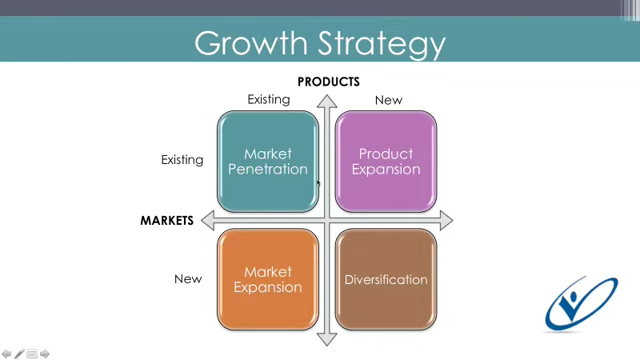 Growth Strategy
PRODUCTS
Existing
New
Existing
Market
Penetration
Product
Expansion
MARKETS
New
Market
Expansion
Diversification